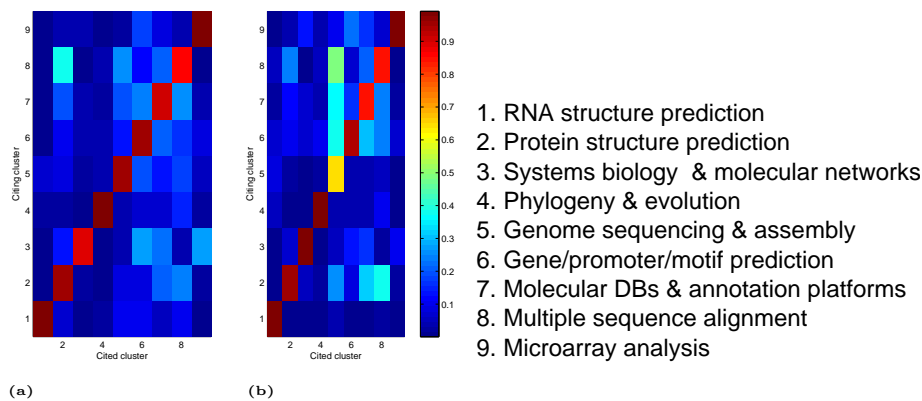 9
8
7
6
5
4
3
2
1
Citing cluster
2
4
6
8
Cited cluster
(a)
9
8
7
6
5
4
3
2
1
Citing cluster
2
4
6
8
Cited cluster
(b)
0.9
0.8
0.7
0.6
0.5
0.4
0.3
0.2
0.1
1. RNA structure prediction
2. Protein structure prediction
3. Systems biology & molecular networks
4. Phylogeny & evolution
5. Genome sequencing & assembly
6. Gene/promoter/motif prediction
7. Molecular DBs & annotation platforms
8. Multiple sequence alignment
9. Microarray analysis